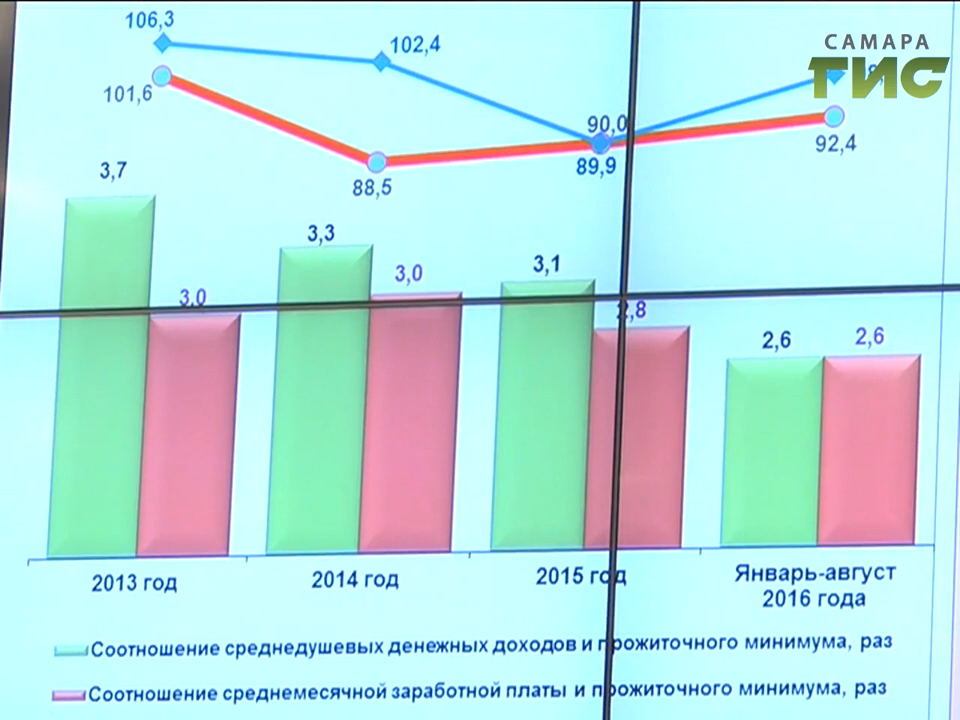 САМАРА
ТИС
106,3
102,4
101,6
90,0
89,9
92,4
88,5
3,7
3,0
3,3
3,0
3,1
2,8
2,6
2,6
2013 год
2014 год
2015 год
Январь-август
2016 года
Соотношение среднедушевых денежных доходов и прожиточного минимума, раз
Соотношение среднемесячной заработной платы и прожиточного минимума, раз